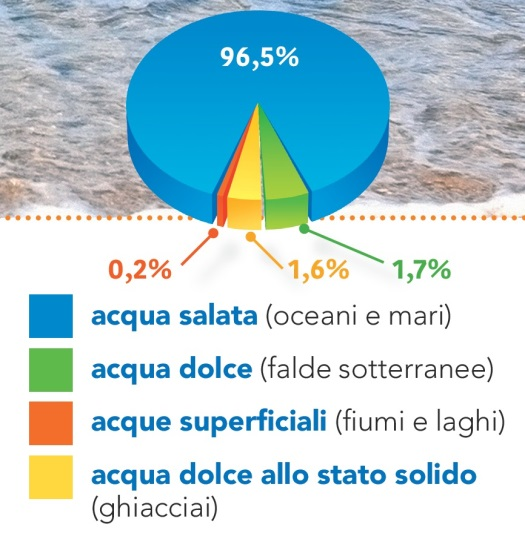 96,5%
0,2%
1,6%
1,7%
acqua salata (oceani e mari)
acqua dolce (falde sotterranee)
acque superficiali (fiumi e laghi)
acqua dolce allo stato solido
(ghiacciai)